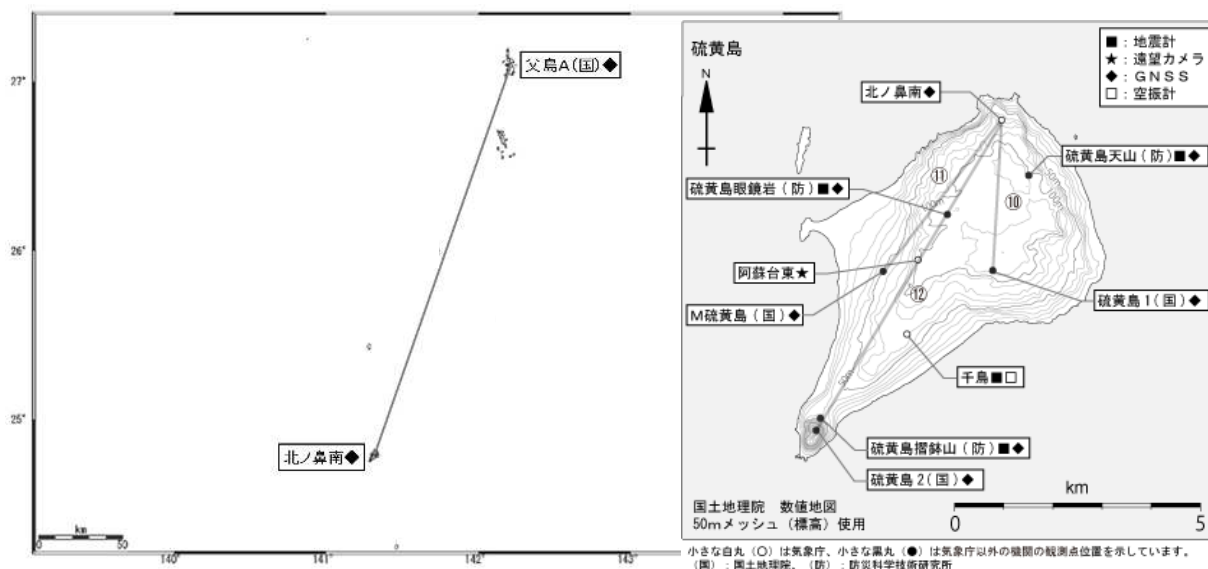 27°
26°
25°
140°
141°
142°
143°
km
0
50
父島A(国)◆
北ノ鼻南◆
硫黄島
N
■：地震計
★：遠望カメラ
◆：GNSS
□：空振計
北ノ鼻南◆
硫黄島天山(防)■◆
硫黄島眼鏡岩(防)■◆
⑪
⑩
100m
50m
100m
阿蘇台東★
⑫
M硫黄島(国)◆
硫黄島1(国)◆
千鳥■□
50m
硫黄島摺鉢山(防)■◆
硫黄島2(国)◆
km
0
5
国土地理院 数値地図
50mメッシュ(標高)使用
小さな白丸(○)は気象庁、小さな黒丸(●)は気象庁以外の機関の観測点位置を示しています。
(国)：国土地理院、(防)：防災科学技術研究所